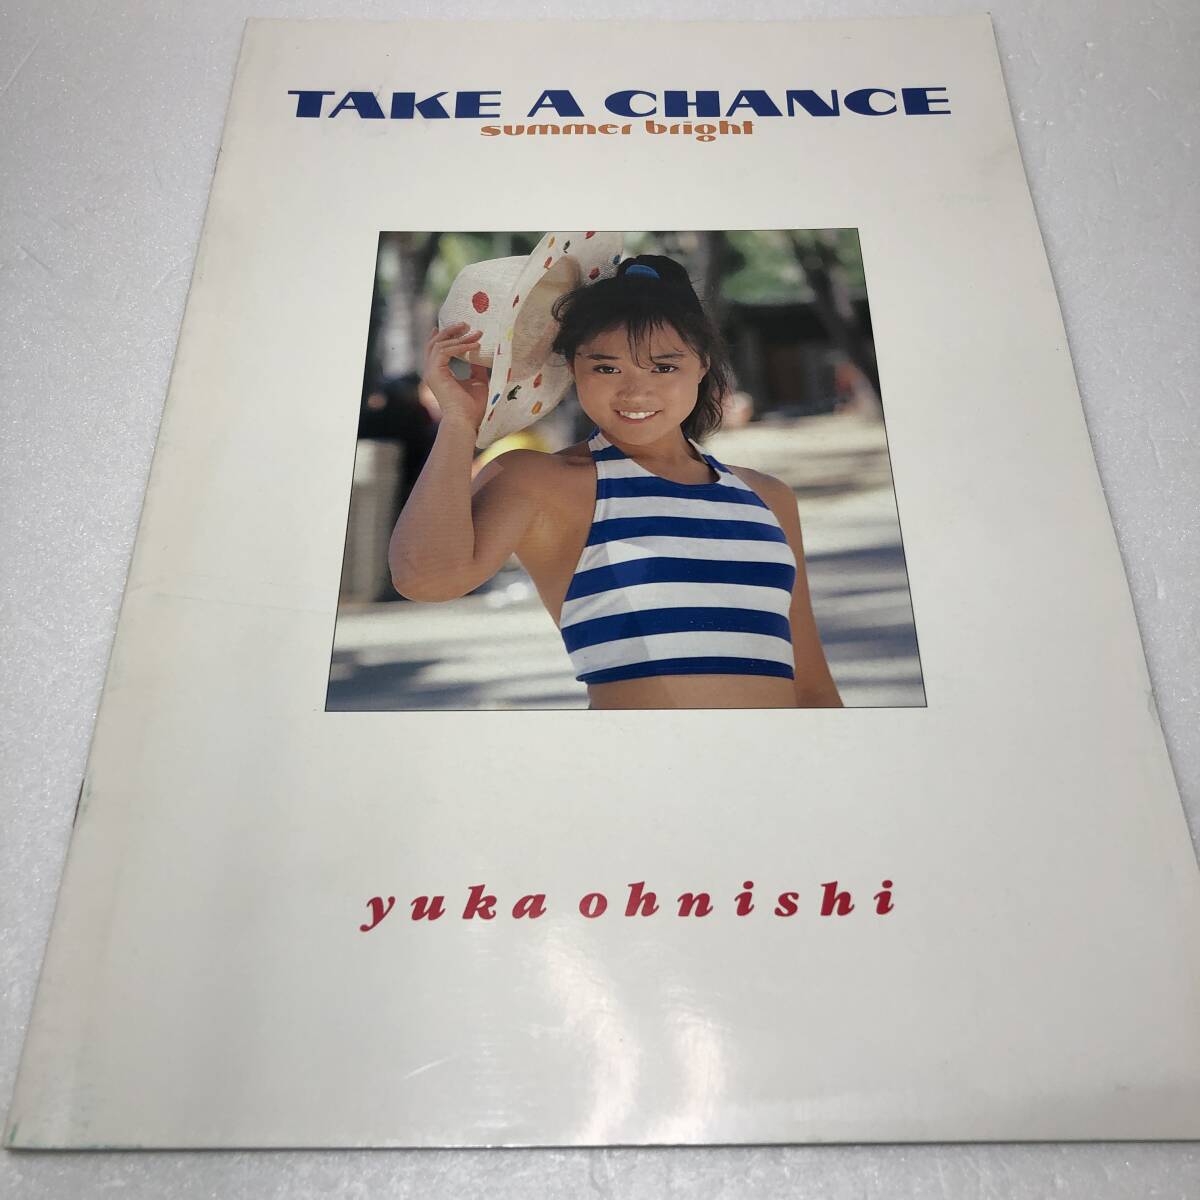 TAKE A CHANCE
summer bright
yuka ohnishi